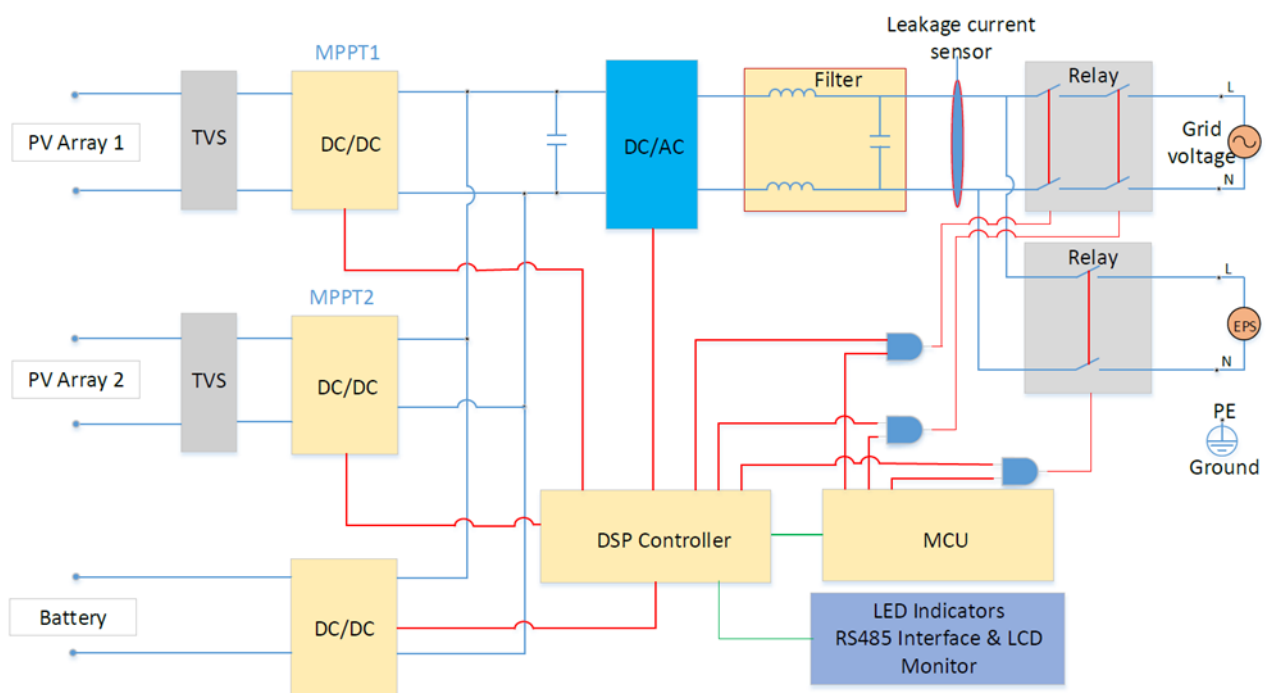 Leakage current
sensor
MPPT1
Filter
Relay
L
PV Array 1
TVS
DC/DC
DC/AC
Grid
voltage
N
MPPT2
Relay
L
PV Array 2
TVS
DC/DC
EPS
N
PE
Ground
DSP Controller
MCU
Battery
DC/DC
LED Indicators
RS485 Interface & LCD
Monitor